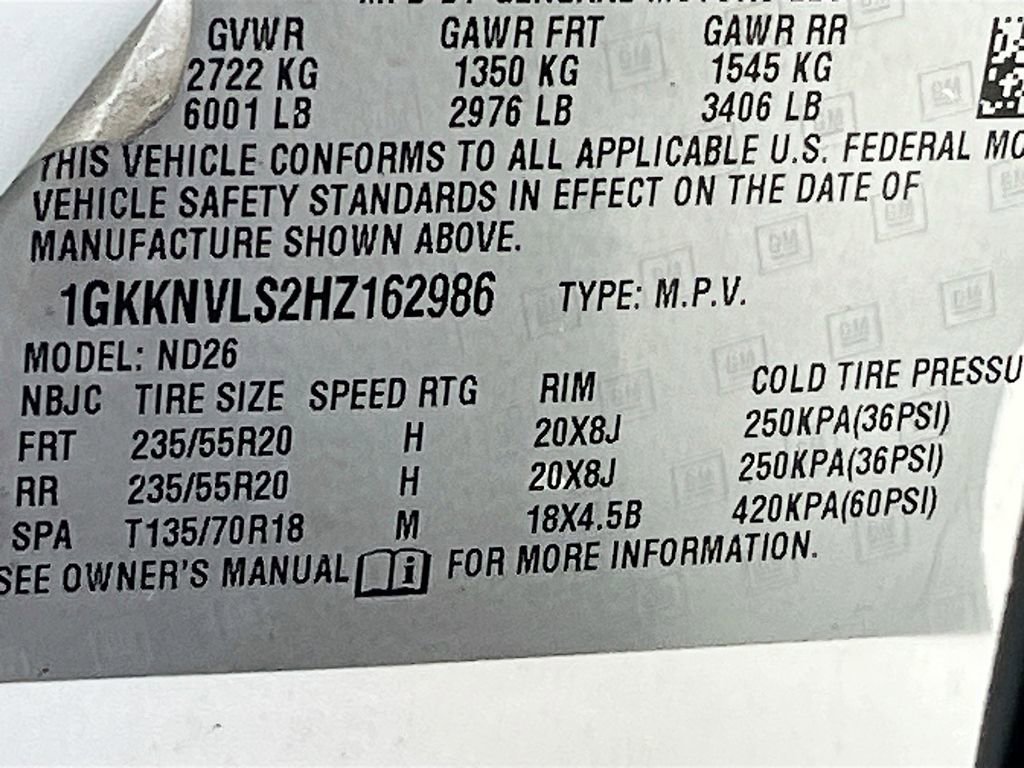 GVWR GAWR FRT GAWR RR
2722 KG 1350 KG 1545 KG
6001 LB 2976 LB 3406 LB
THIS VEHICLE CONFORMS TO ALL APPLICABLE U.S. FEDERAL MO
VEHICLE SAFETY STANDARDS IN EFFECT ON THE DATE OF
MANUFACTURE SHOWN ABOVE.
1GKKNVLS2HZ162986 TYPE: M.P.V.
MODEL: ND26
NBJC TIRE SIZE SPEED RTG RIM COLD TIRE PRESSU
FRT 235/55R20 H 20X8J 250KPA(36PSI)
RR 235/55R20 H 20X8J 250KPA(36PSI)
SPA T135/70R18 M 18X4.5B 420KPA(60PSI)
SEE OWNER'S MANUAL FOR MORE INFORMATION.